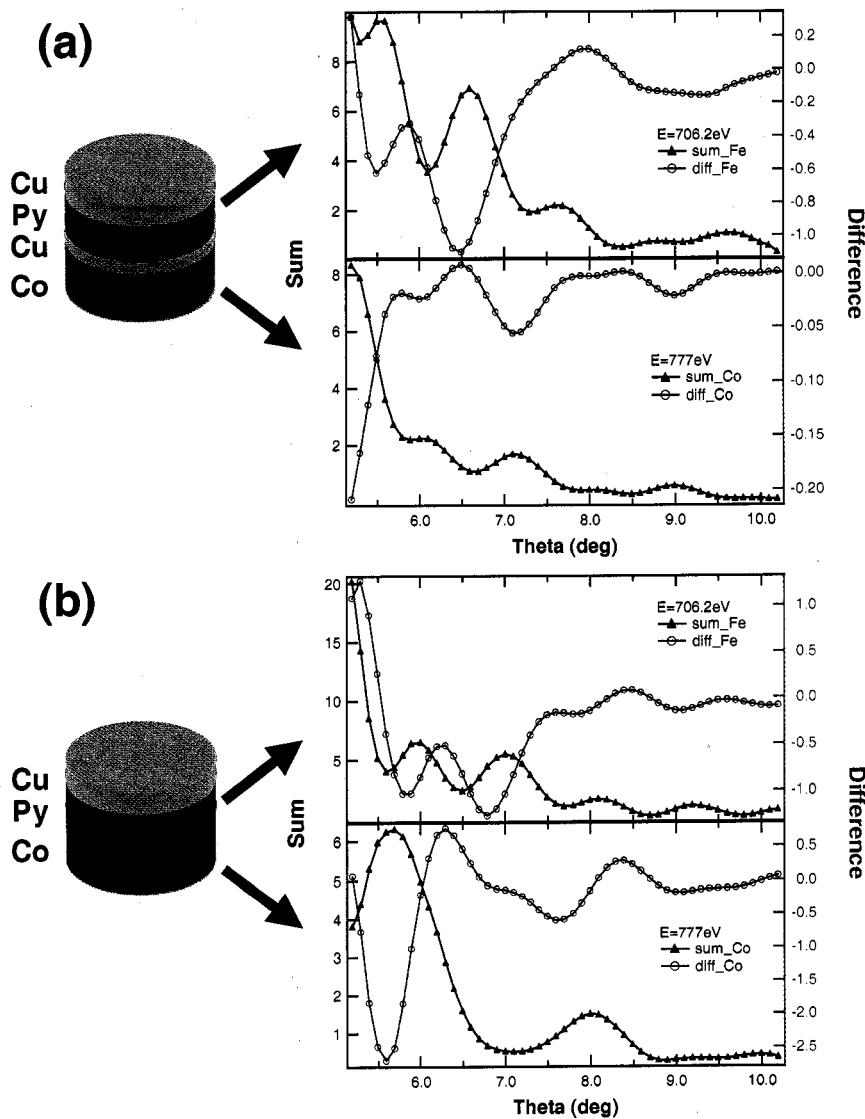 (a)
Cu
Py
Cu
Co
Sum
8
6
4
2
E=706.2eV
sum_Fe
diff_Fe
0.2
0.0
-0.2
-0.4
-0.6
-0.8
-1.0
8
6
4
2
E=777eV
sum_Co
diff_Co
0.00
-0.05
-0.10
-0.15
-0.20
Difference
6.0 7.0 8.0 9.0 10.0
Theta (deg)
(b)
Cu
Py
Co
Sum
20
15
10
5
E=706.2eV
sum_Fe
diff_Fe
1.0
0.5
0.0
-0.5
-1.0
6
5
4
3
2
1
E=777eV
sum_Co
diff_Co
0.5
0.0
-0.5
-1.0
-1.5
-2.0
-2.5
Difference
6.0 7.0 8.0 9.0 10.0
Theta (deg)